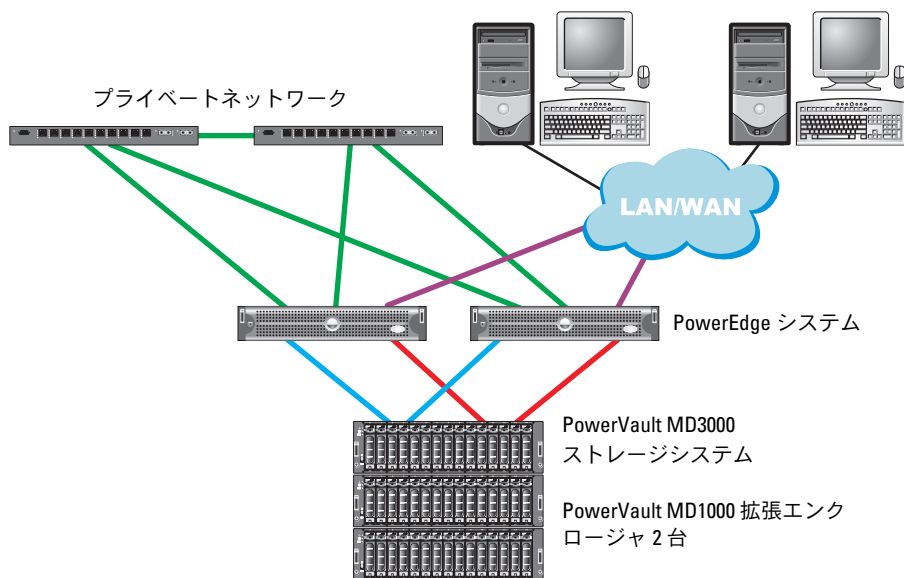 プライベートネットワーク
LAN/WAN
PowerEdge システム
PowerVault MD3000
ストレージシステム
PowerVault MD1000 拡張エンク
ロージャ 2 台